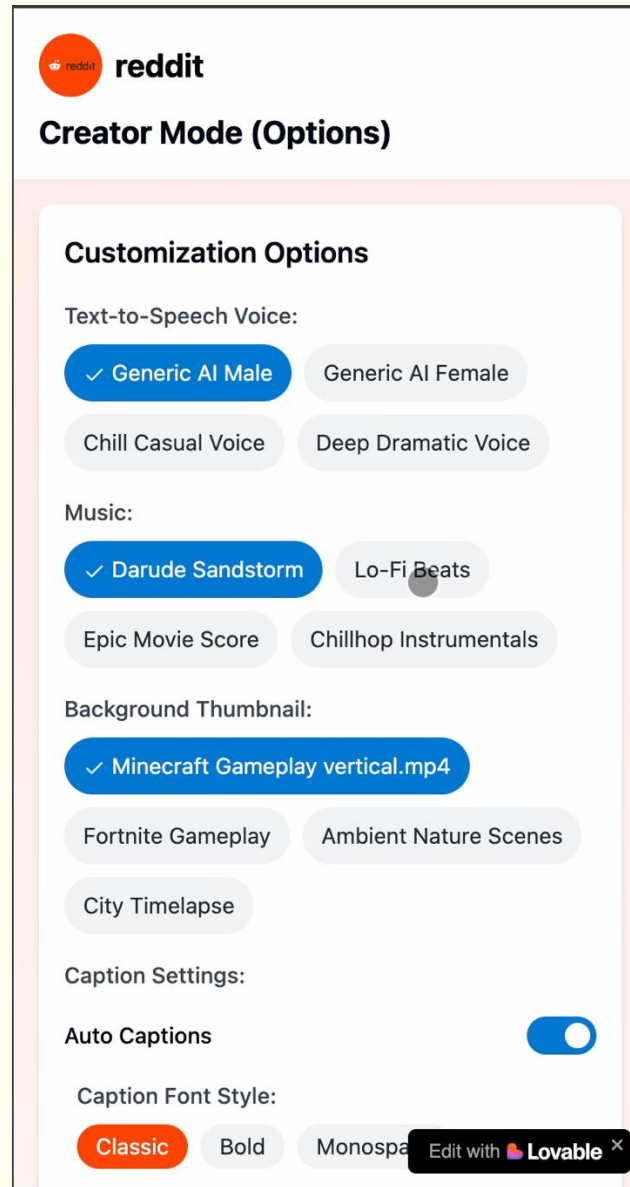 reddit reddit
Creator Mode (Options)
Customization Options
Text-to-Speech Voice:
✓ Generic AI Male Generic AI Female
Chill Casual Voice Deep Dramatic Voice
Music:
✓ Darude Sandstorm Lo-Fi Beats
Epic Movie Score Chillhop Instrumentals
Background Thumbnail:
✓ Minecraft Gameplay vertical.mp4
Fortnite Gameplay Ambient Nature Scenes
City Timelapse
Caption Settings:
Auto Captions
Caption Font Style:
Classic Bold Monospa Edit with Lovable ×